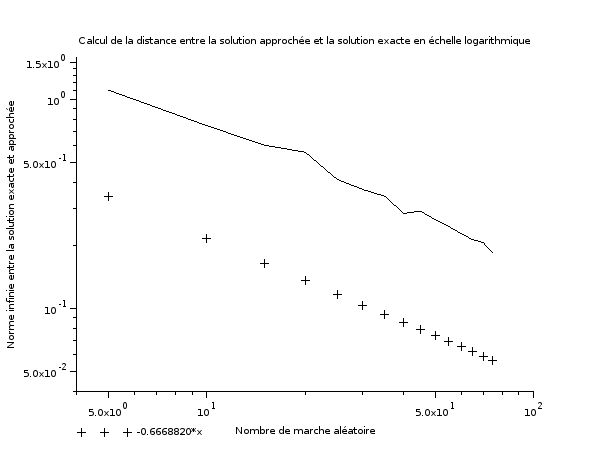 Calcul de la distance entre la solution approchée et la solution exacte en échelle logarithmique
Norme infinie entre la solution exacte et approchée
1.5x10^0
10^0
5.0x10^-1
10^-1
5.0x10^-2
5.0x10^0
10^1
5.0x10^1
10^2
Nombre de marche aléatoire
-0.6668820*x